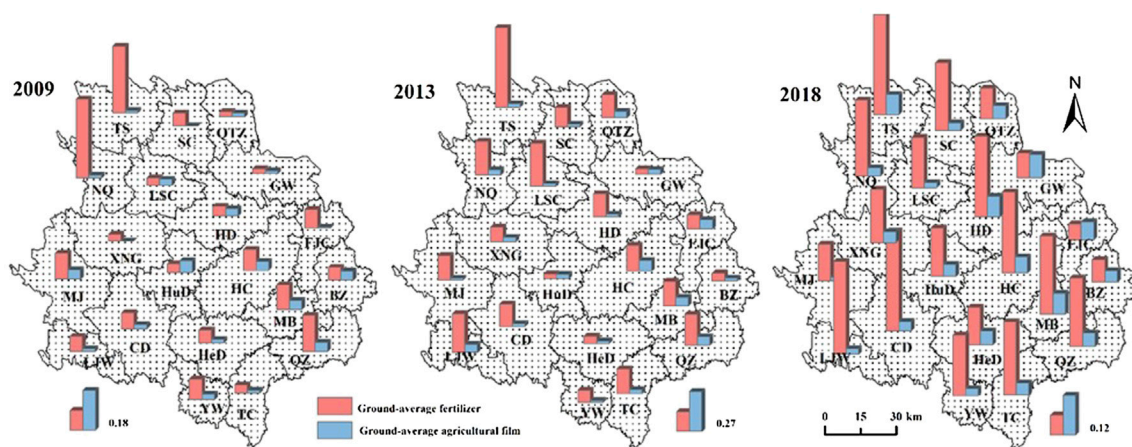 2009
TS
SC
QTZ
NQ
LSC
GW
HD
FJC
XNG
MJ
HuD
HC
BZ
MB
CD
HeD
QZ
LJW
YW
TC
0.18
2013
TS
SC
QTZ
NQ
LSC
GW
HD
FJC
XNG
MJ
HuD
HC
BZ
MB
CD
HeD
QZ
LJW
YW
TC
0.27
Ground-average fertilizer
Ground-average agricultural film
2018
N
TS
SC
QTZ
NQ
LSC
GW
HD
FJC
XNG
MJ
HuD
HC
BZ
MB
CD
HeD
QZ
LJW
YW
TC
0 15 30 km
0.12